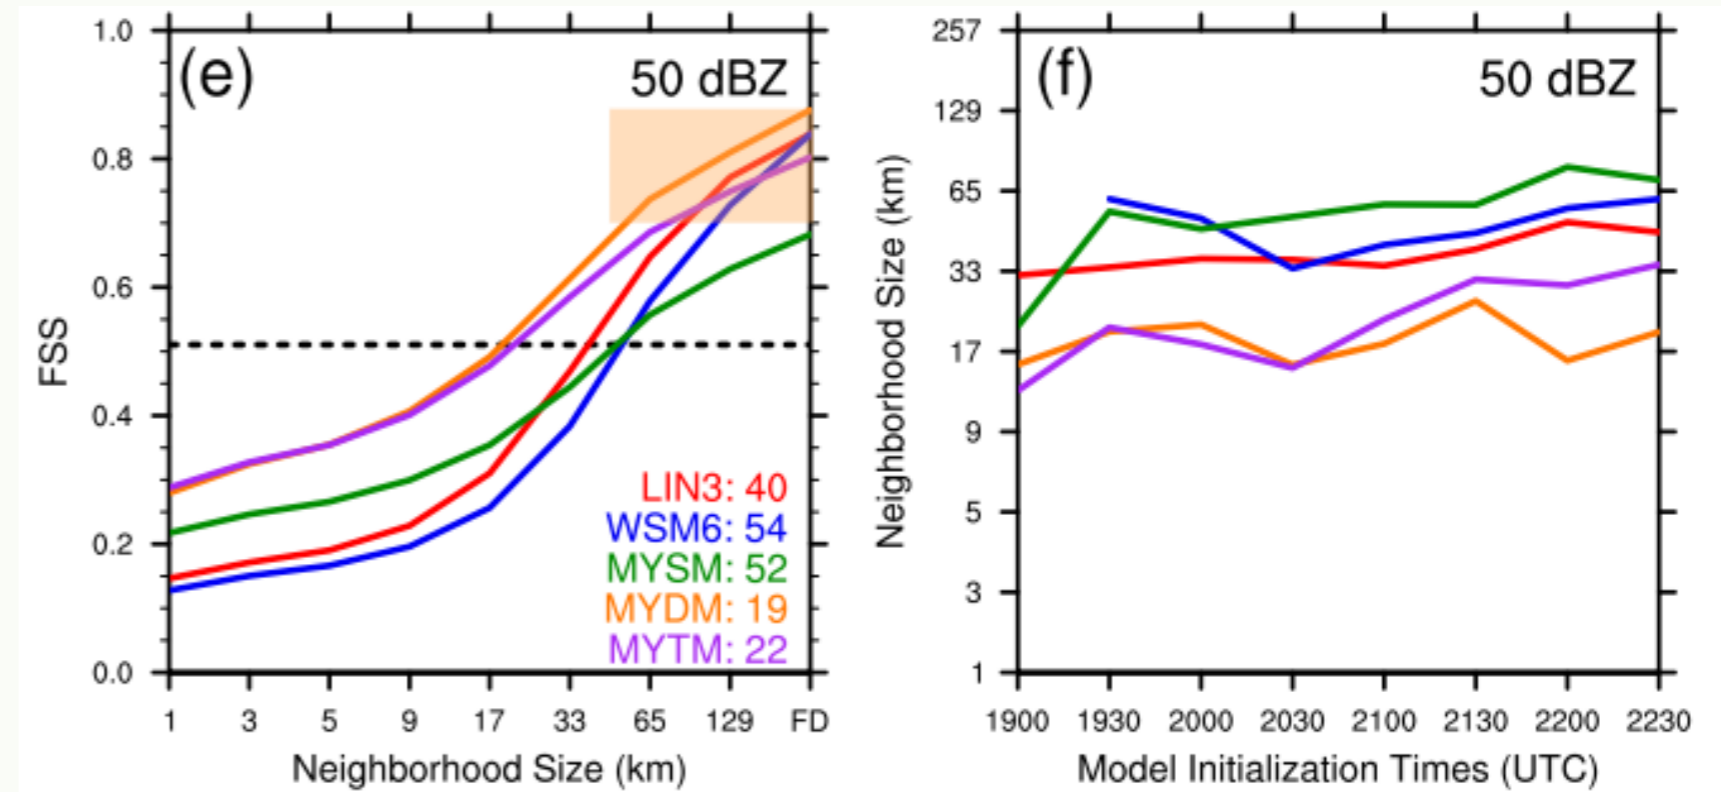 (e)
50 dBZ
1.0
0.8
0.6
0.4
0.2
0.0
FSS
LIN3: 40
WSM6: 54
MYSM: 52
MYDM: 19
MYTM: 22
1 3 5 9 17 33 65 129 FD
Neighborhood Size (km)
(f)
50 dBZ
257
129
65
33
17
9
5
3
1
Neighborhood Size (km)
1900 1930 2000 2030 2100 2130 2200 2230
Model Initialization Times (UTC)